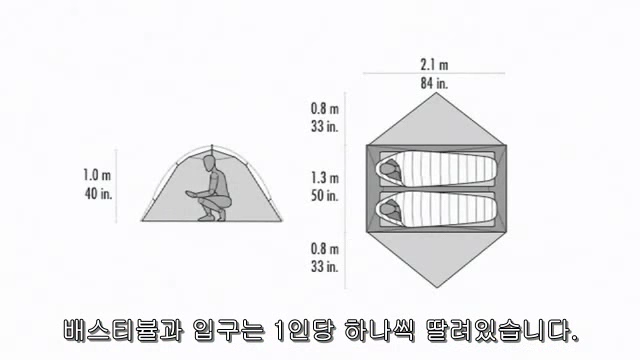 2.1 m
84 in.
0.8 m
33 in.
1.0 m
40 in.
1.3 m
50 in.
0.8 m
33 in.
배스티뷸과 입구는 1인당 하나씩 딸려있습니다.